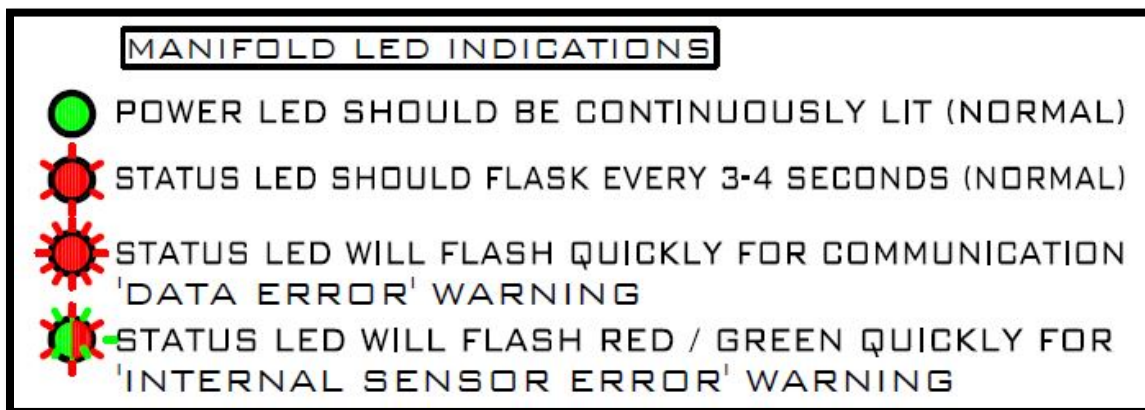 MANIFOLD LED INDICATIONS
POWER LED SHOULD BE CONTINUOUSLY LIT (NORMAL)
STATUS LED SHOULD FLASK EVERY 3-4 SECONDS (NORMAL)
STATUS LED WILL FLASH QUICKLY FOR COMMUNICATION
'DATA ERROR' WARNING
STATUS LED WILL FLASH RED / GREEN QUICKLY FOR
'INTERNAL SENSOR ERROR' WARNING